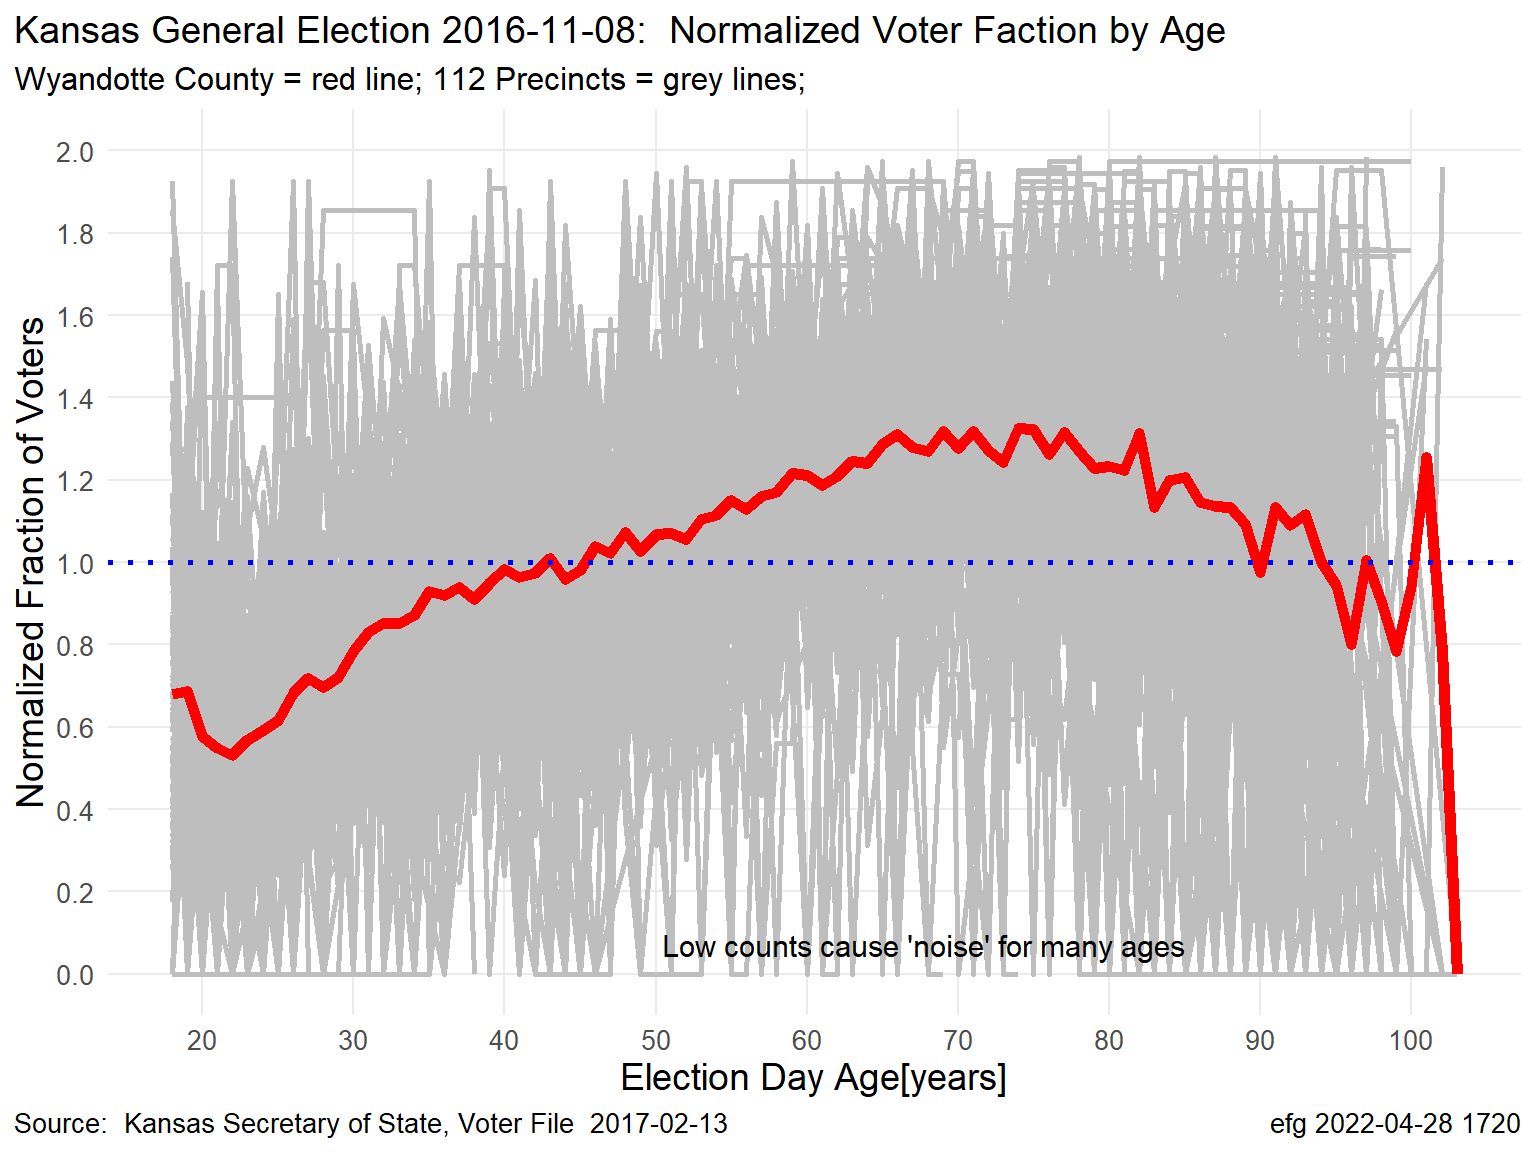 Kansas General Election 2016-11-08:  Normalized Voter Faction by Age
Wyandotte County = red line; 112 Precincts = grey lines;
Normalized Fraction of Voters
2.0
1.8
1.6
1.4
1.2
1.0
0.8
0.6
0.4
0.2
0.0
Low counts cause 'noise' for many ages
20 30 40 50 60 70 80 90 100
Election Day Age[years]
Source:  Kansas Secretary of State, Voter File  2017-02-13
efg 2022-04-28 1720